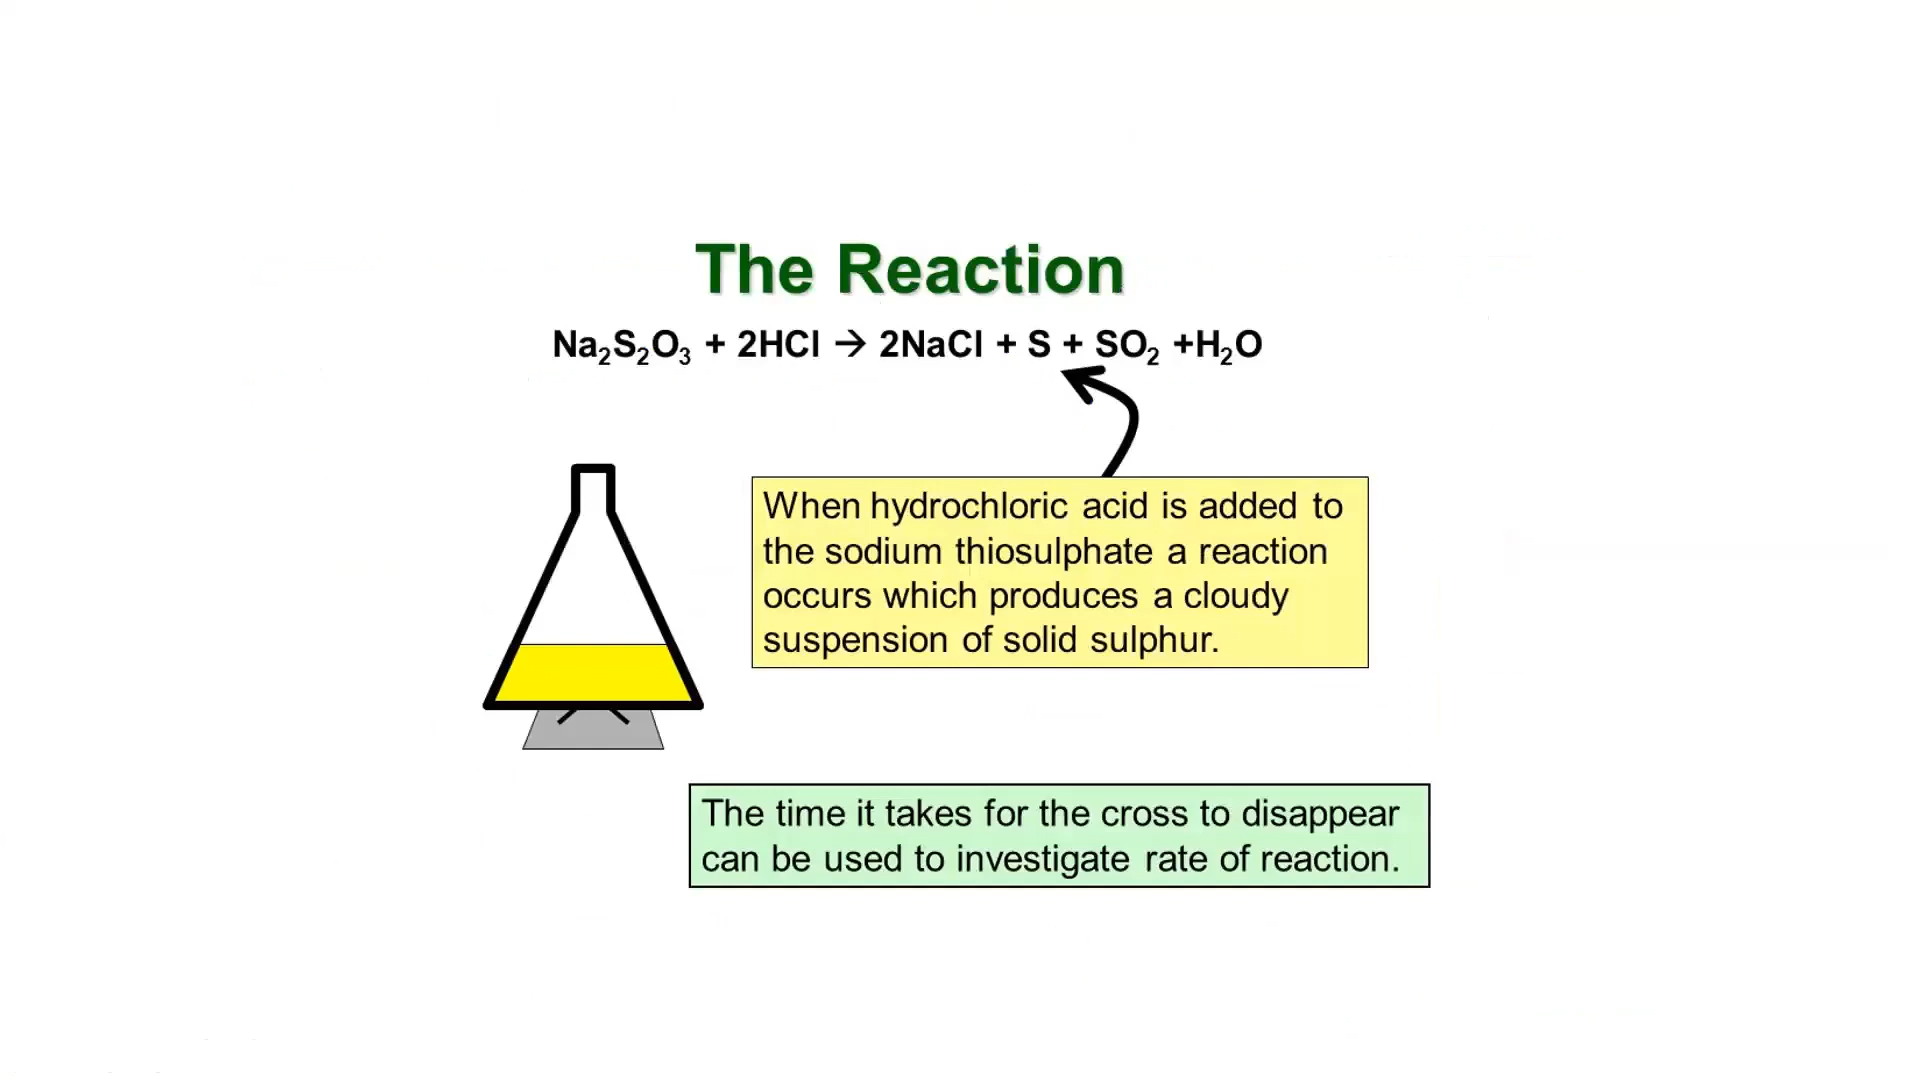 The Reaction
Na₂S₂O₃ + 2HCl → 2NaCl + S + SO₂ +H₂O
When hydrochloric acid is added to
the sodium thiosulphate a reaction
occurs which produces a cloudy
suspension of solid sulphur.
The time it takes for the cross to disappear
can be used to investigate rate of reaction.